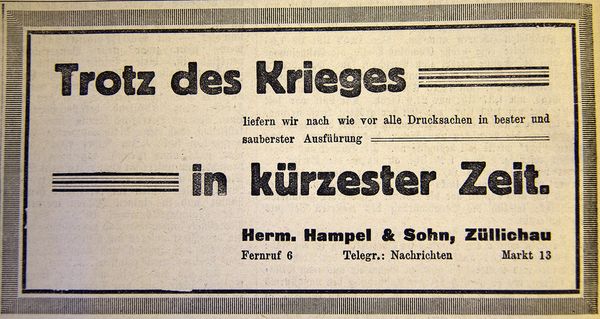 Trotz des Krieges
liefern wir nach wie vor alle Drucksachen in bester und
sauberster Ausführung
in kürzester Zeit.
Herm. Hampel & Sohn, Züllichau
Fernruf 6 Telegr.: Nachrichten Markt 13